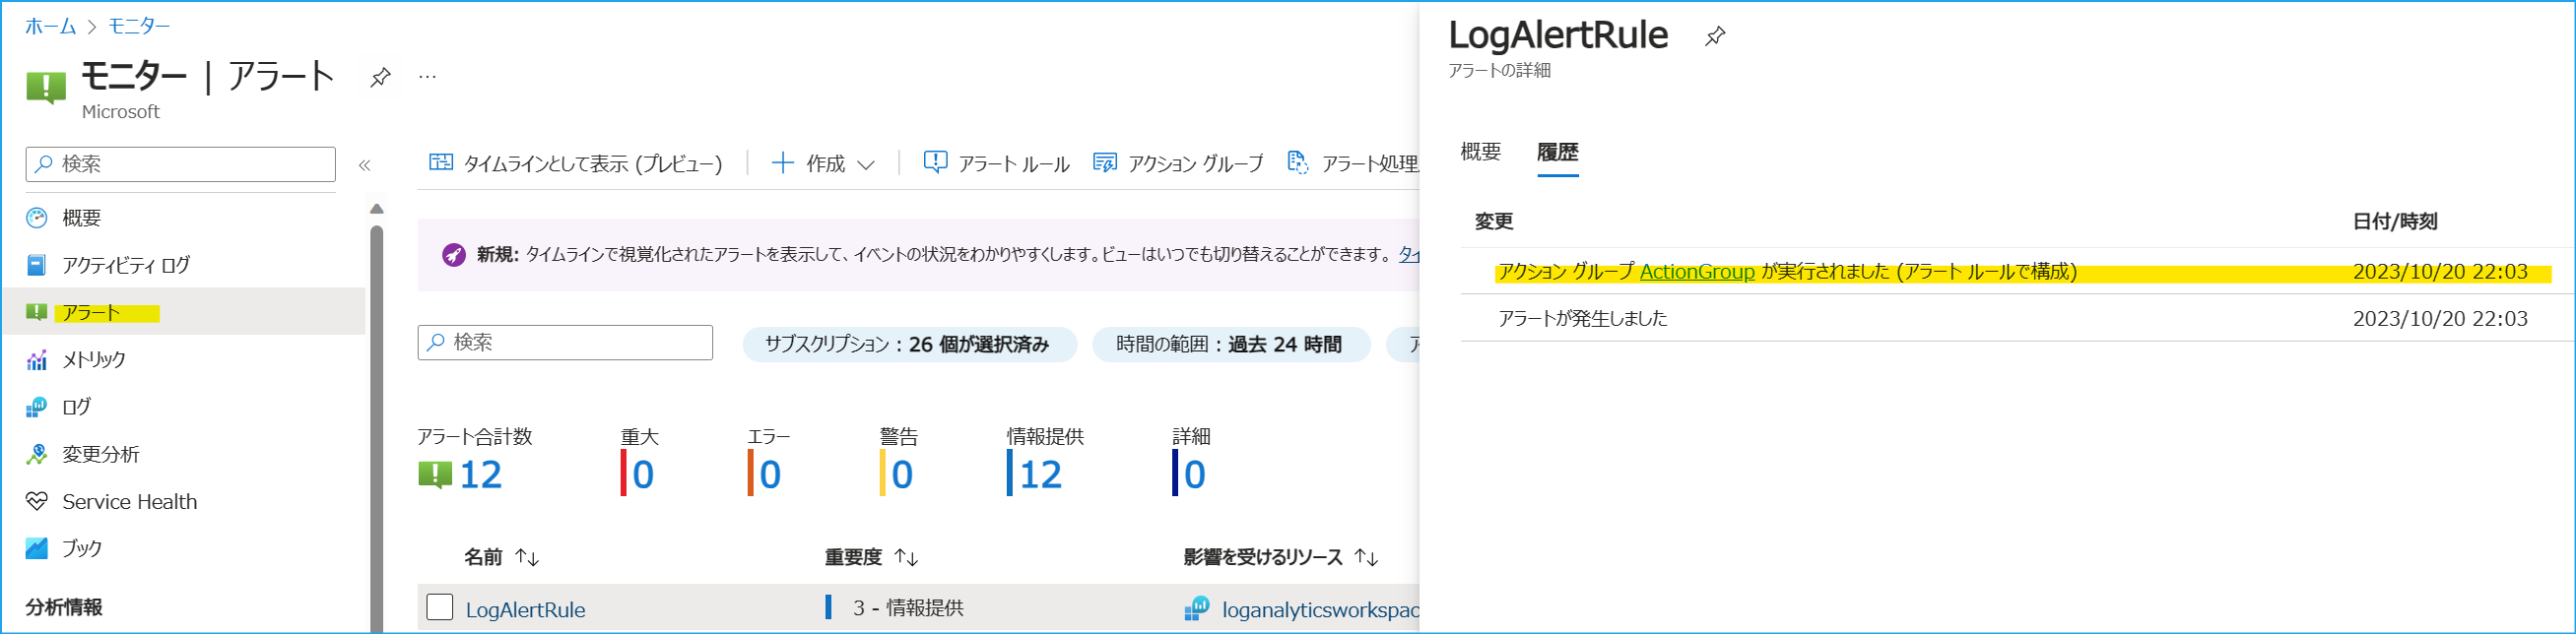 ホーム > モニター
モニター | アラート
Microsoft
検索
概要
アクティビティ ログ
アラート
メトリック
ログ
変更分析
Service Health
ブック
分析情報
タイムラインとして表示 (プレビュー)
作成
アラート ルール
アクション グループ
アラート処理
新規: タイムラインで視覚化されたアラートを表示して、イベントの状況をわかりやすくします。ビューはいつでも切り替えることができます。 タイ
検索
サブスクリプション : 26 個が選択済み
時間の範囲 : 過去 24 時間
アラート合計数 重大 エラー 警告 情報提供 詳細
12 0 0 0 12 0
名前 ↑↓ 重要度 ↑↓ 影響を受けるリソース ↑↓
LogAlertRule 3 - 情報提供 loganalyticsworkspac
LogAlertRule
アラートの詳細
概要 履歴
変更 日付/時刻
アクション グループ ActionGroup が実行されました (アラート ルールで構成) 2023/10/20 22:03
アラートが発生しました 2023/10/20 22:03